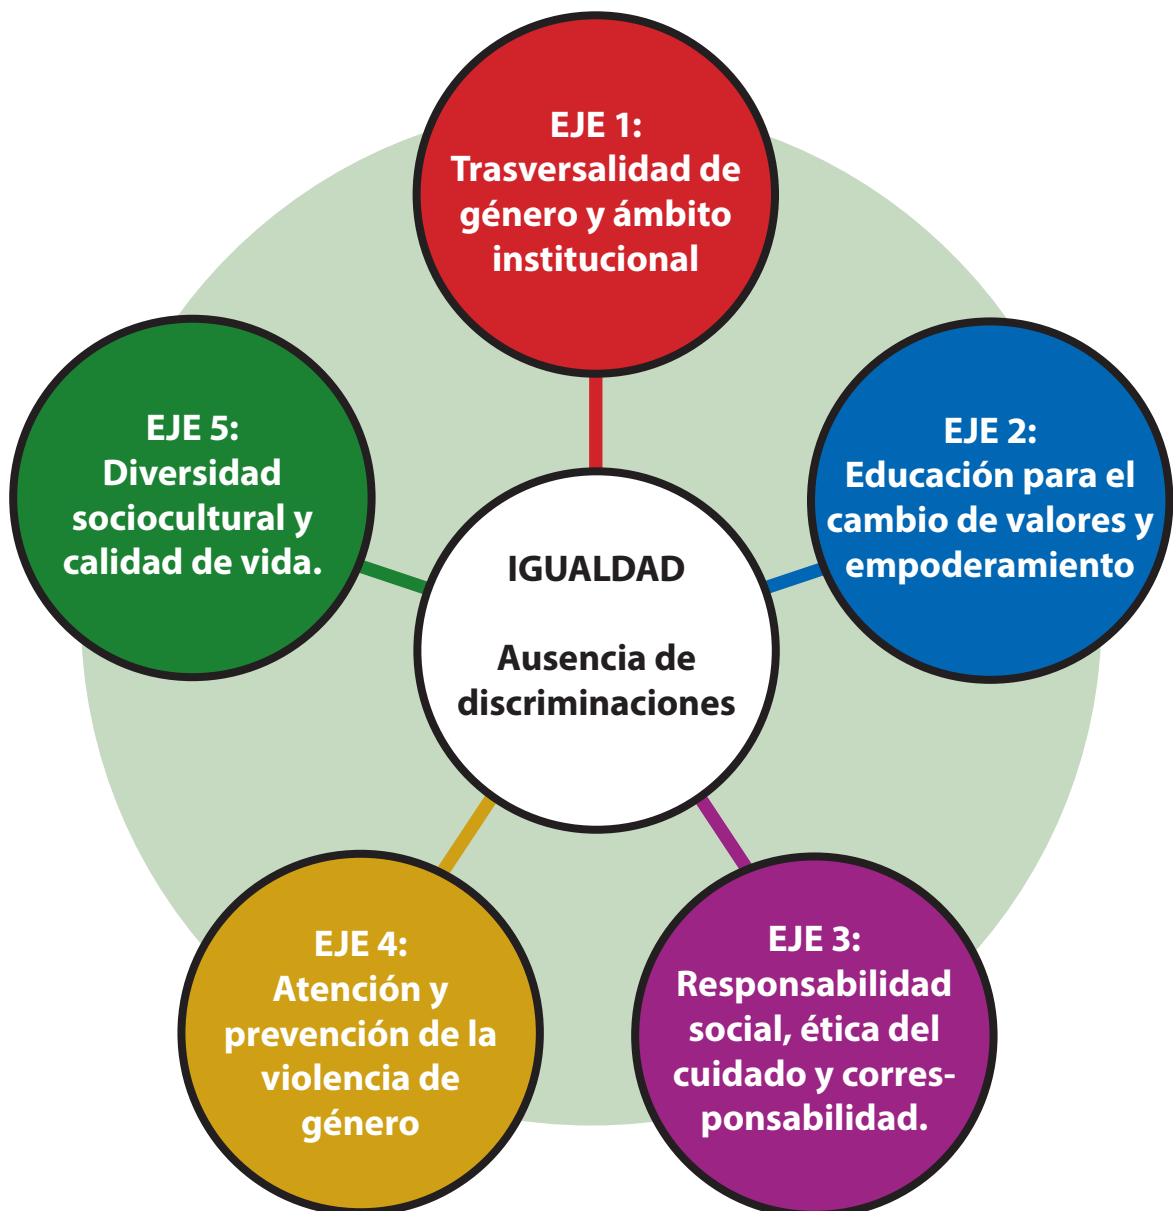 EJE 1:
Trasversalidad de
género y ámbito
institucional
EJE 2:
Educación para el
cambio de valores y
empoderamiento
EJE 3:
Responsabilidad
social, ética del
cuidado y corres-
ponsabilidad.
EJE 4:
Atención y
prevención de la
violencia de
género
EJE 5:
Diversidad
sociocultural y
calidad de vida.
IGUALDAD
Ausencia de
discriminaciones